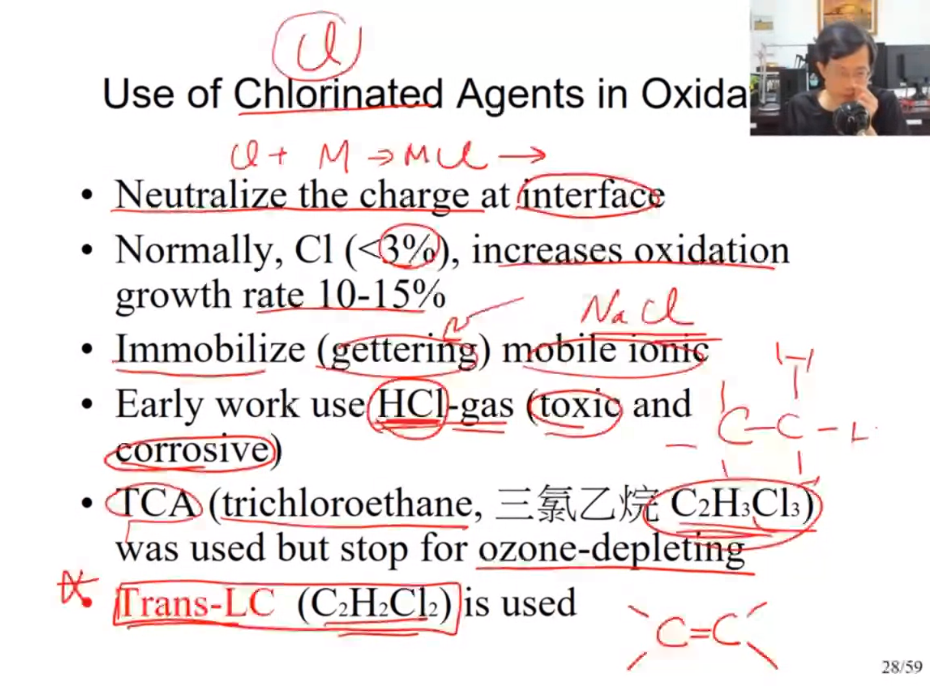 Cl
Use of Chlorinated Agents in Oxida
Cl + M → MCl →
• Neutralize the charge at interface
• Normally, Cl (<3%), increases oxidation
growth rate 10-15%
NaCl
• Immobilize (gettering) mobile ionic
• Early work use HCl-gas (toxic and
corrosive)
H
C-C-
• TCA (trichloroethane, 三氯乙烷 C2H3Cl3)
was used but stop for ozone-depleting
• Trans-LC (C2H2Cl2) is used
C=C
28/59